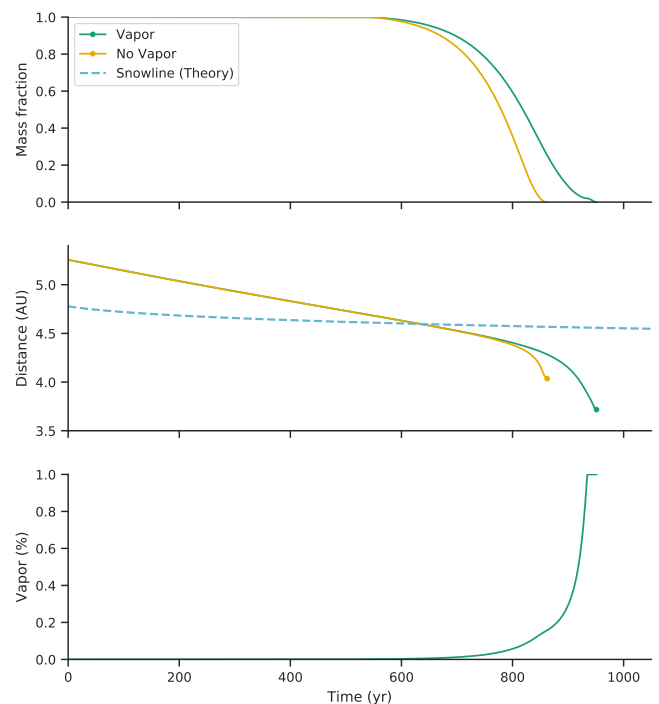 1.0
0.8
0.6
0.4
0.2
0.0
Mass fraction
Vapor
No Vapor
Snowline (Theory)
5.0
4.5
4.0
3.5
Distance (AU)
1.0
0.8
0.6
0.4
0.2
0.0
Vapor (%)
0 200 400 600 800 1000
Time (yr)